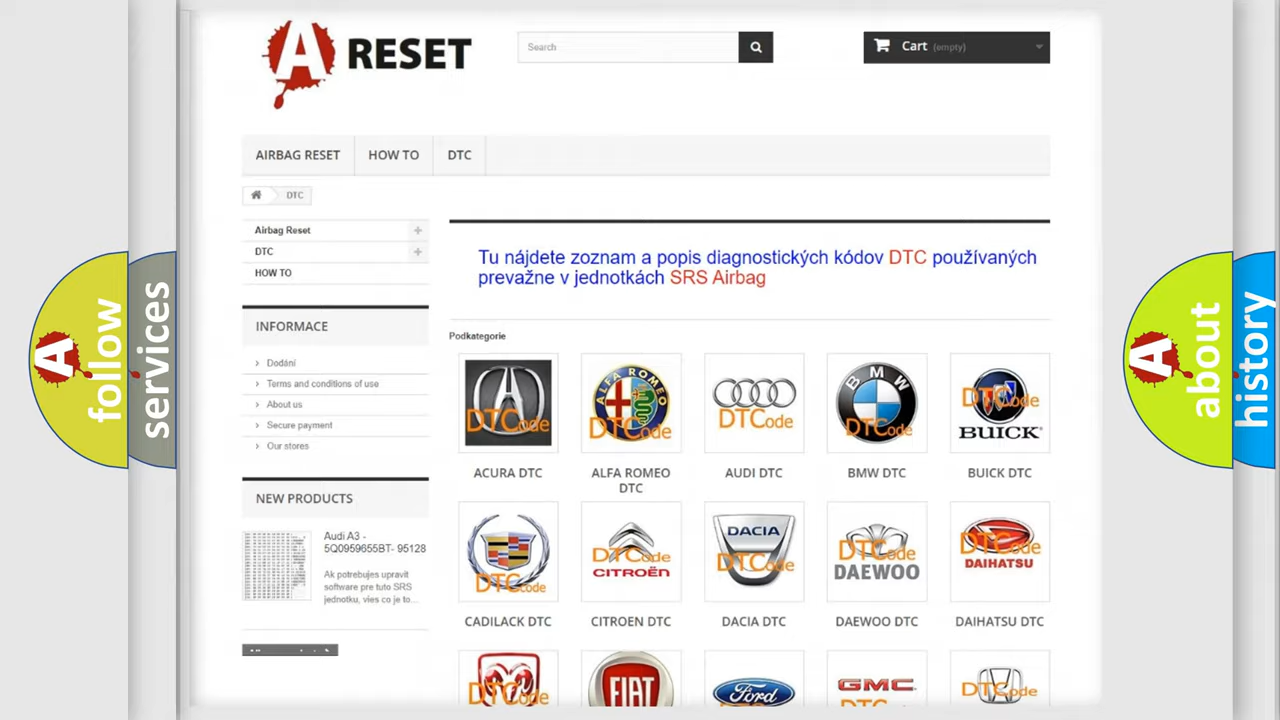 A RESET
Search
Cart (empty)
AIRBAG RESET
HOW TO
DTC
DTC
Airbag Reset
DTC
HOW TO
INFORMACE
Dodání
Terms and conditions of use
About us
Secure payment
Our stores
NEW PRODUCTS
Audi A3 -
5Q0959655BT- 95128
Ak potrebujes upravit
software pre tuto SRS
jednotku, vies co je to...
Tu nájdete zoznam a popis diagnostických kódov DTC používaných
prevažne v jednotkách SRS Airbag
Podkategorie
DTCode
ALFA ROMEO
DTCode
DTCode
BMW
DTCode
DTCode
BUICK
ACURA DTC
ALFA ROMEO
DTC
AUDI DTC
BMW DTC
BUICK DTC
DTCode
DTCode
CITROËN
DACIA
DTCode
DTCode
DAEWOO
DTCode
DAIHATSU
CADILACK DTC
CITROEN DTC
DACIA DTC
DAEWOO DTC
DAIHATSU DTC
DTCode
FIAT
Ford
GMC
DTCode
A
follow
services
A
about
history